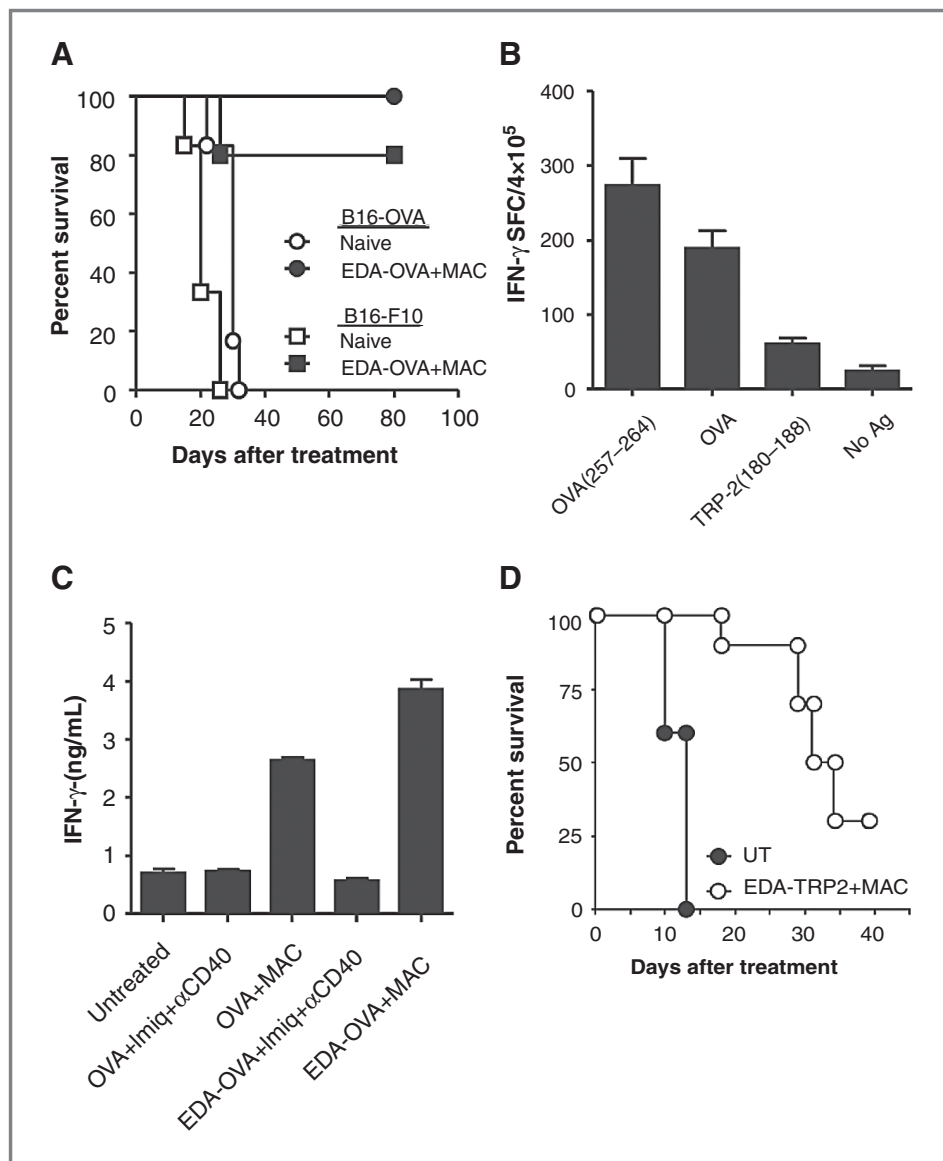 A
100
80
60
40
20
0
Percent survival
0 20 40 60 80 100
Days after treatment
B16-OVA
Naive
EDA-OVA+MAC
B16-F10
Naive
EDA-OVA+MAC
B
400
300
200
100
0
IFN-γ SFC/4×10⁵
OVA(257–264)
OVA
TRP-2(180–188)
No Ag
C
5
4
3
2
1
0
IFN-γ-(ng/mL)
Untreated
OVA+Imiq+αCD40
OVA+MAC
EDA-OVA+Imiq+αCD40
EDA-OVA+MAC
D
100
75
50
25
0
Percent survival
0 10 20 30 40
Days after treatment
UT
EDA-TRP2+MAC